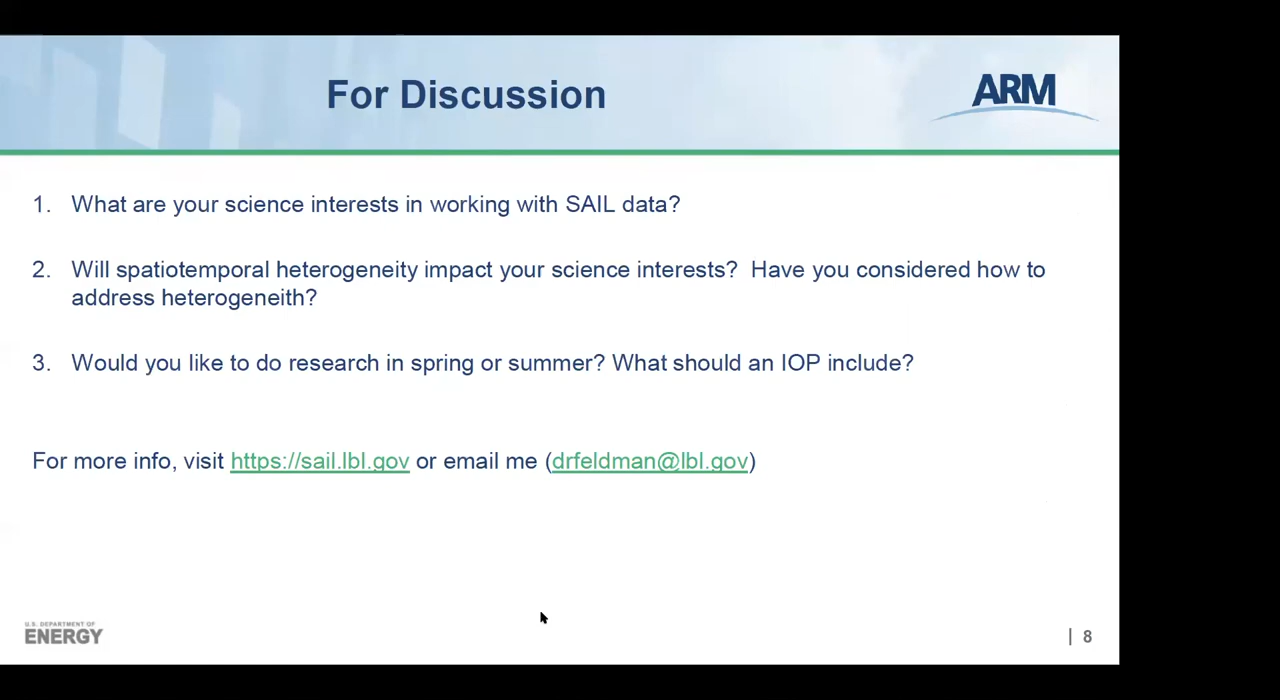 For Discussion
ARM
1. What are your science interests in working with SAIL data?
2. Will spatiotemporal heterogeneity impact your science interests? Have you considered how to
address heterogeneith?
3. Would you like to do research in spring or summer? What should an IOP include?
For more info, visit https://sail.lbl.gov or email me (drfeldman@lbl.gov)
U.S. DEPARTMENT OF
ENERGY
| 8